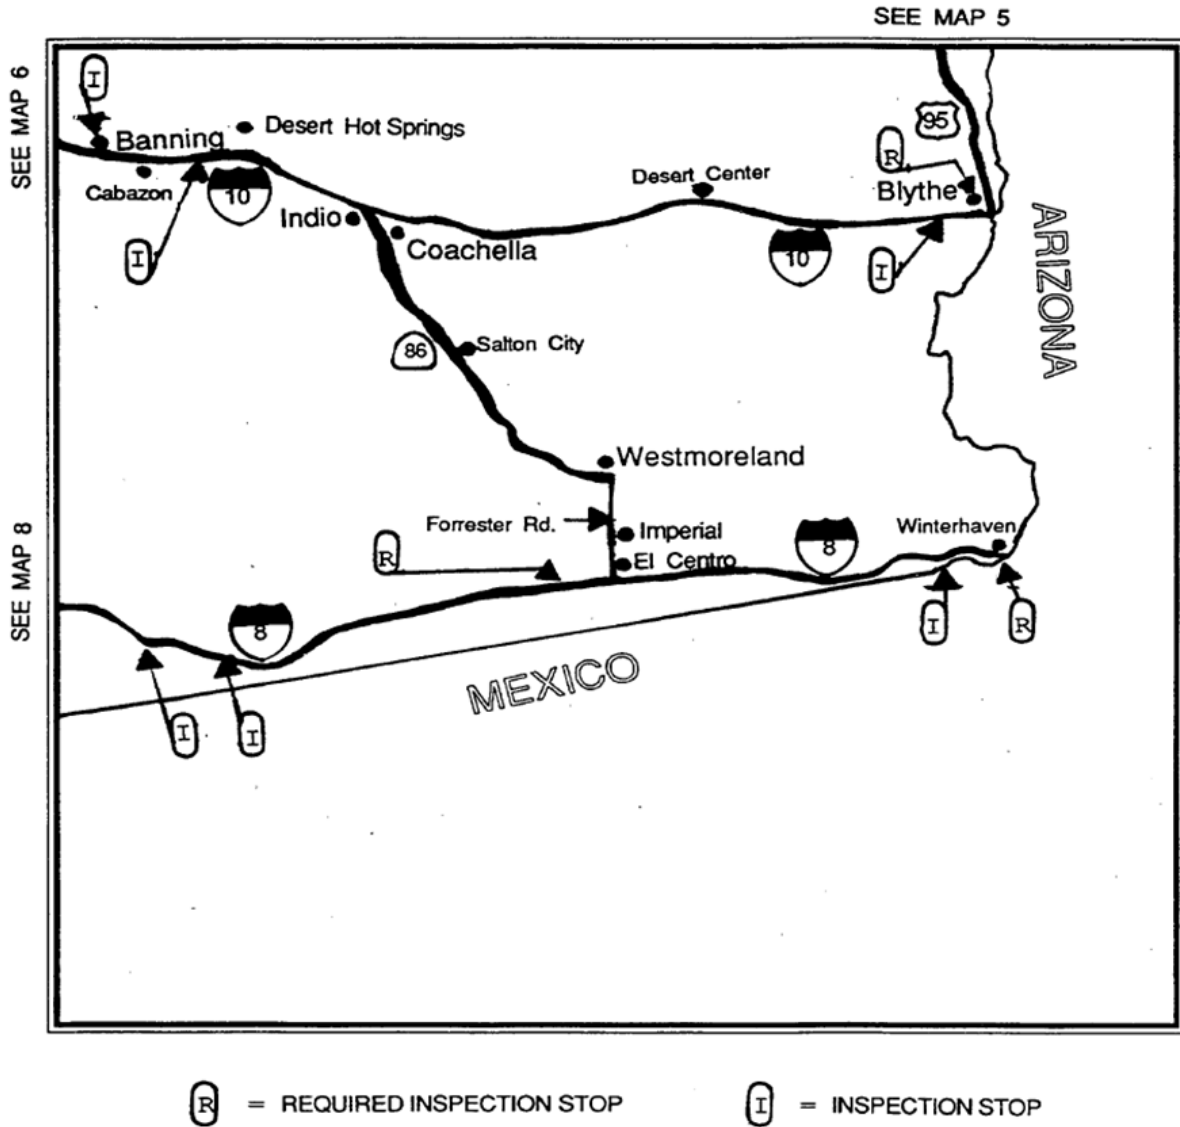 SEE MAP 5
SEE MAP 6
I
Banning
Desert Hot Springs
95
R
Cabazon
10
Desert Center
Blythe
Indio
Coachella
10
I
I
ARIZONA
86
Salton City
Westmoreland
SEE MAP 8
Forrester Rd.
Imperial
8
Winterhaven
R
El Centro
8
I
R
MEXICO
I
I
R = REQUIRED INSPECTION STOP
I = INSPECTION STOP